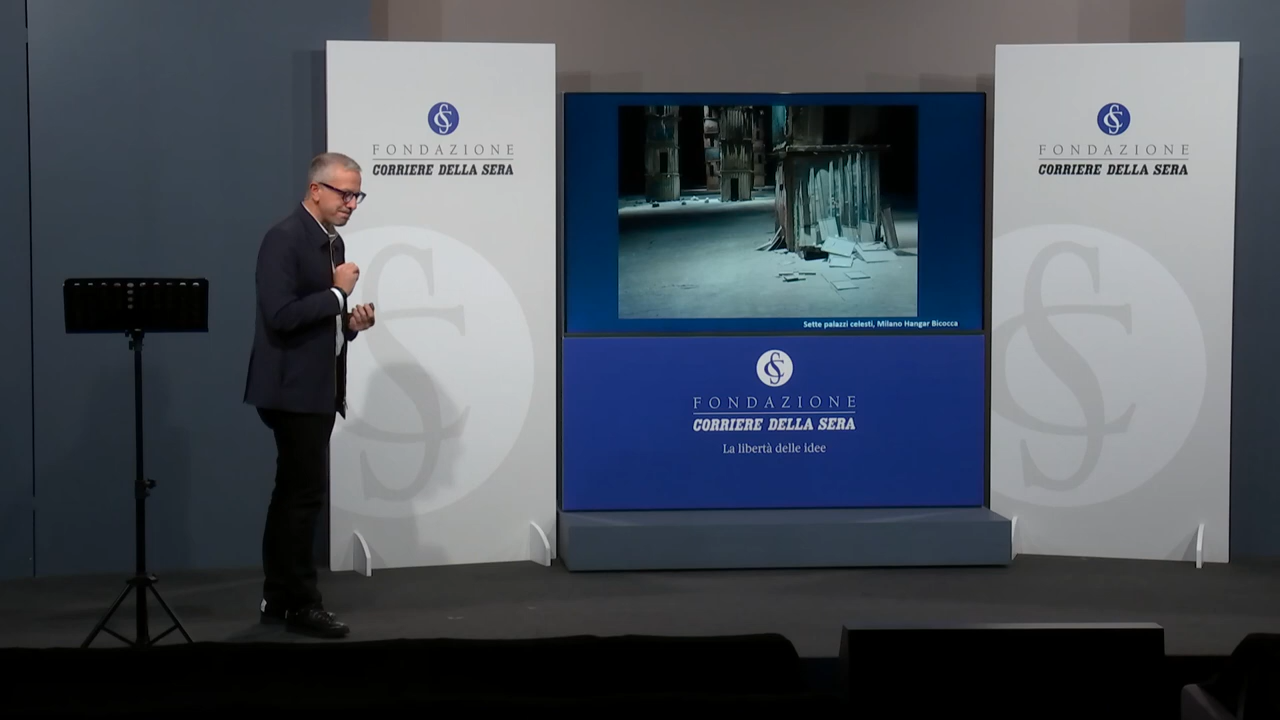 FONDAZIONE
CORRIERE DELLA SERA
Sette palazzi celesti, Milano Hangar Bicocca
FONDAZIONE
CORRIERE DELLA SERA
La libertà delle idee
FONDAZIONE
CORRIERE DELLA SERA